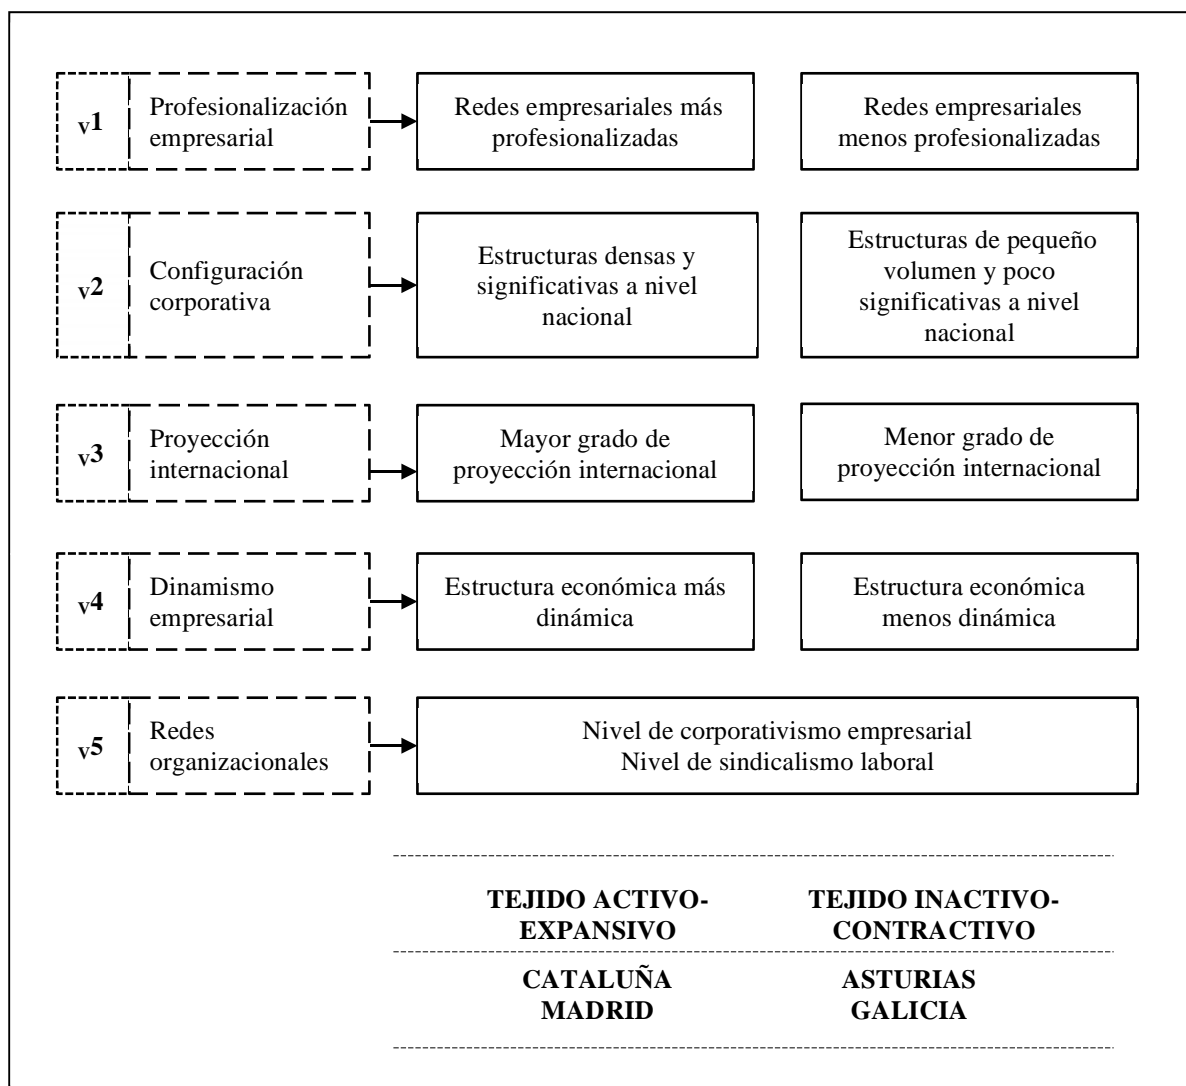 v1
Profesionalización
empresarial
Redes empresariales más
profesionalizadas
Redes empresariales
menos profesionalizadas
v2
Configuración
corporativa
Estructuras densas y
significativas a nivel
nacional
Estructuras de pequeño
volumen y poco
significativas a nivel
nacional
v3
Proyección
internacional
Mayor grado de
proyección internacional
Menor grado de
proyección internacional
v4
Dinamismo
empresarial
Estructura económica más
dinámica
Estructura económica
menos dinámica
v5
Redes
organizacionales
Nivel de corporativismo empresarial
Nivel de sindicalismo laboral
TEJIDO ACTIVO-
EXPANSIVO
TEJIDO INACTIVO-
CONTRACTIVO
CATALUÑA
MADRID
ASTURIAS
GALICIA